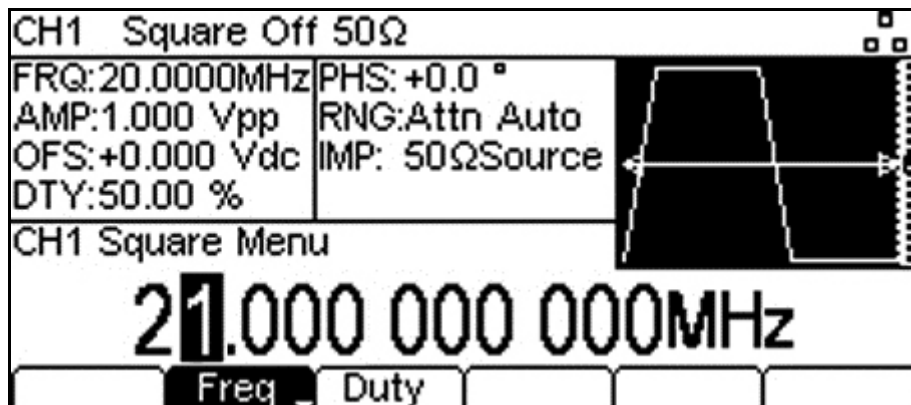 CH1 Square Off 50Ω
FRQ:20.0000MHz PHS:+0.0 °
AMP:1.000 Vpp RNG:Attn Auto
OFS:+0.000 Vdc IMP: 50ΩSource
DTY:50.00 %
CH1 Square Menu
21.000 000 000MHz
Freq Duty